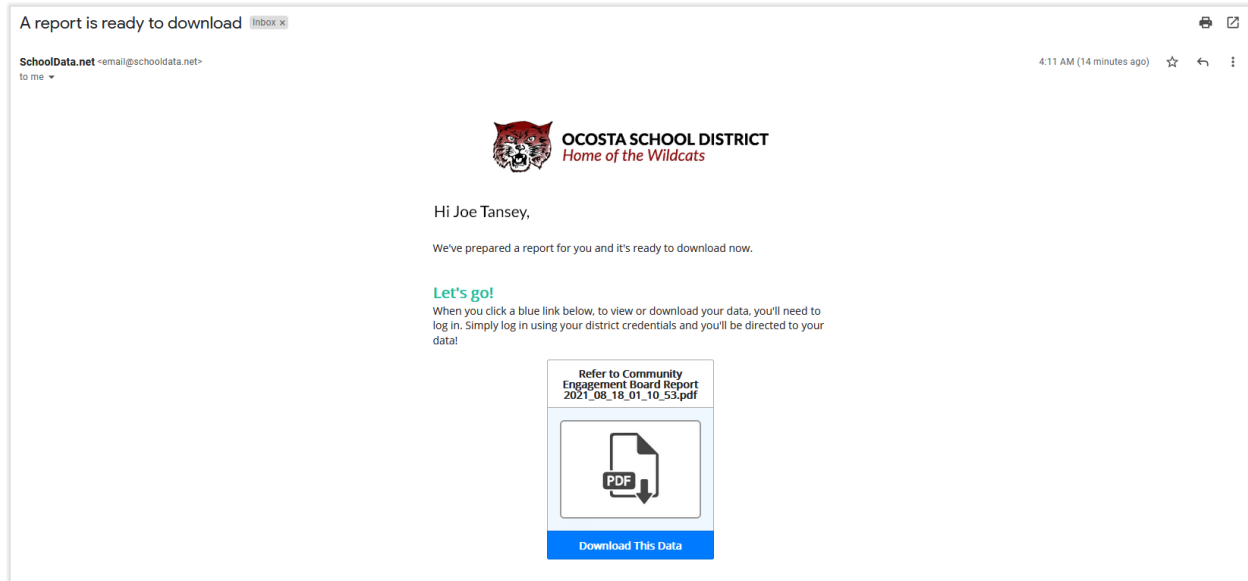 A report is ready to download Inbox x
SchoolData.net <email@schooldata.net>
4:11 AM (14 minutes ago)
to me
OCOSTA SCHOOL DISTRICT
Home of the Wildcats
Hi Joe Tansey,
We've prepared a report for you and it's ready to download now.
Let's go!
When you click a blue link below, to view or download your data, you'll need to
log in. Simply log in using your district credentials and you'll be directed to your
data!
Refer to Community
Engagement Board Report
2021_08_18_01_10_53.pdf
PDF
Download This Data